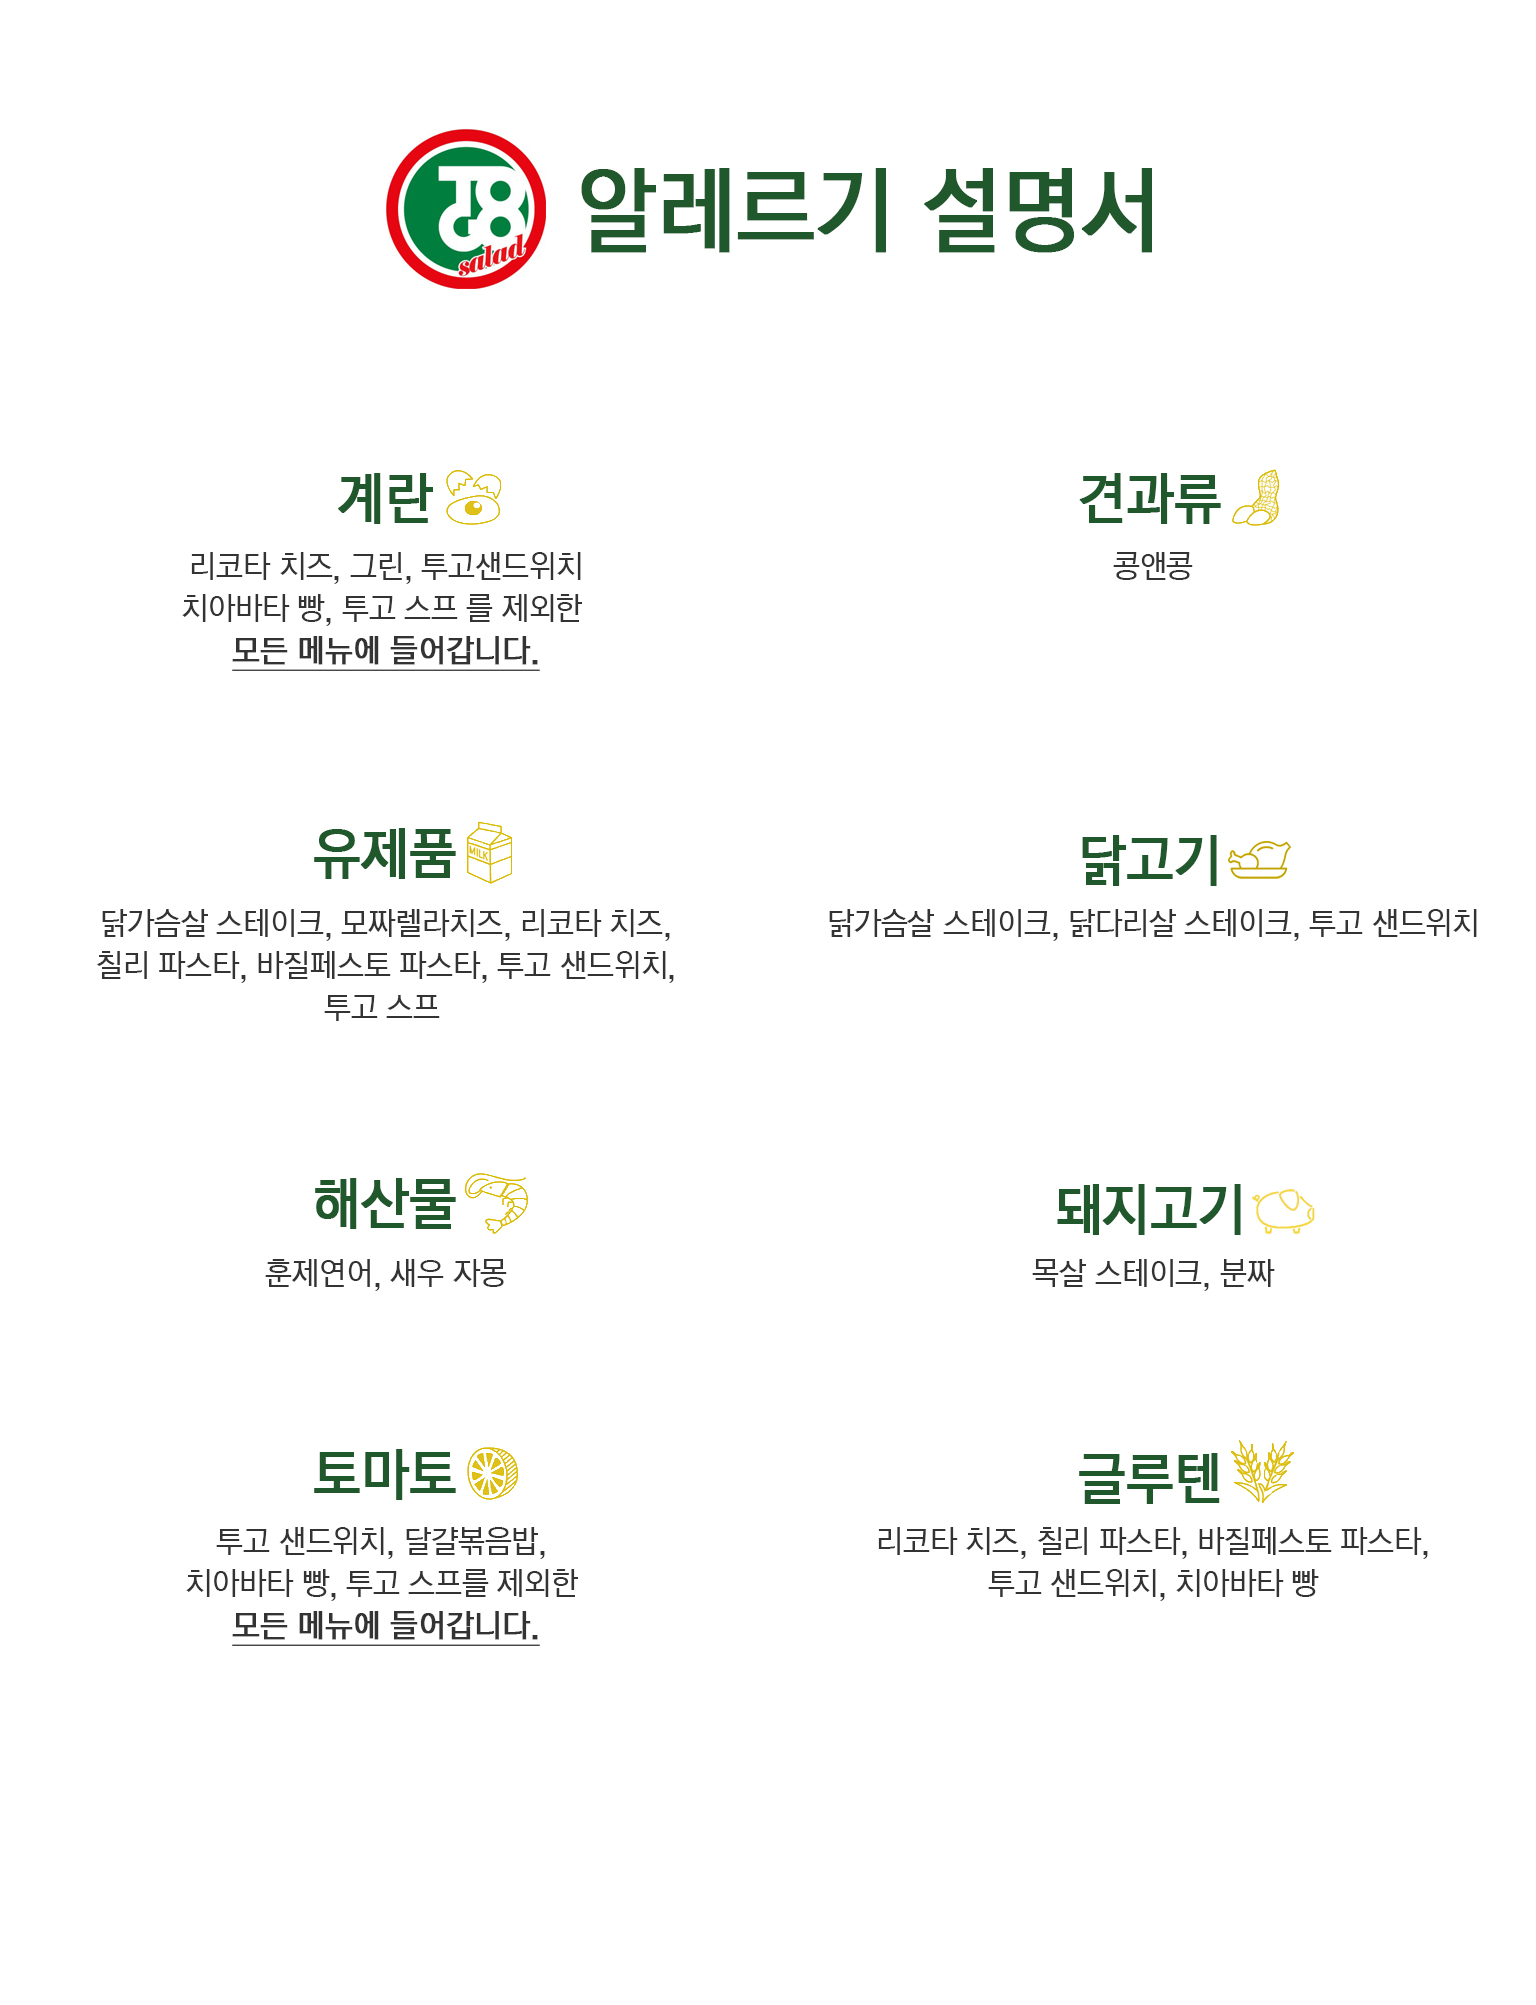 salad
알레르기 설명서
계란
리코타 치즈, 그린, 투고샌드위치
치아바타 빵, 투고 스프 를 제외한
모든 메뉴에 들어갑니다.
견과류
콩앤콩
유제품
MILK
닭가슴살 스테이크, 모짜렐라치즈, 리코타 치즈,
칠리 파스타, 바질페스토 파스타, 투고 샌드위치,
투고 스프
닭고기
닭가슴살 스테이크, 닭다리살 스테이크, 투고 샌드위치
해산물
훈제연어, 새우 자몽
돼지고기
목살 스테이크, 분짜
토마토
투고 샌드위치, 달걀볶음밥,
치아바타 빵, 투고 스프를 제외한
모든 메뉴에 들어갑니다.
글루텐
리코타 치즈, 칠리 파스타, 바질페스토 파스타,
투고 샌드위치, 치아바타 빵